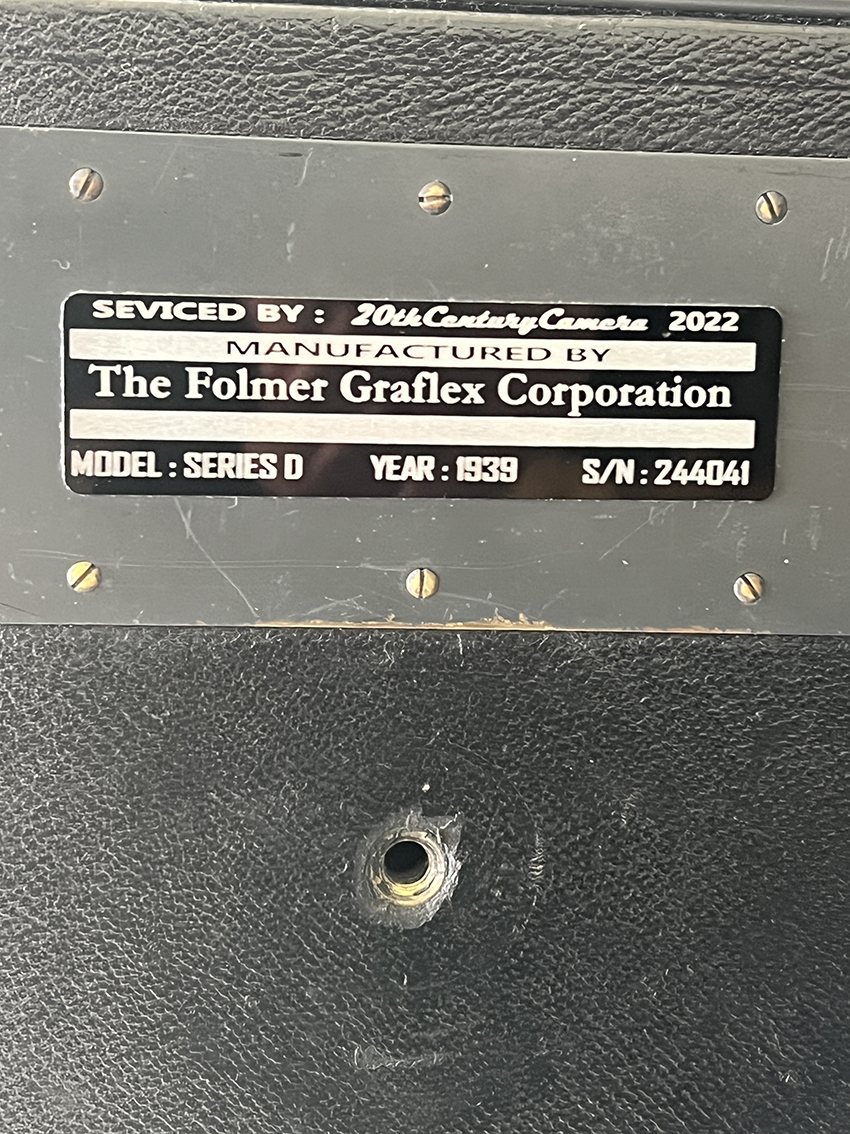 SEVICED BY : 20th Century Camera 2022
MANUFACTURED BY
The Folmer Graflex Corporation
MODEL : SERIES D YEAR : 1939 S/N : 244041